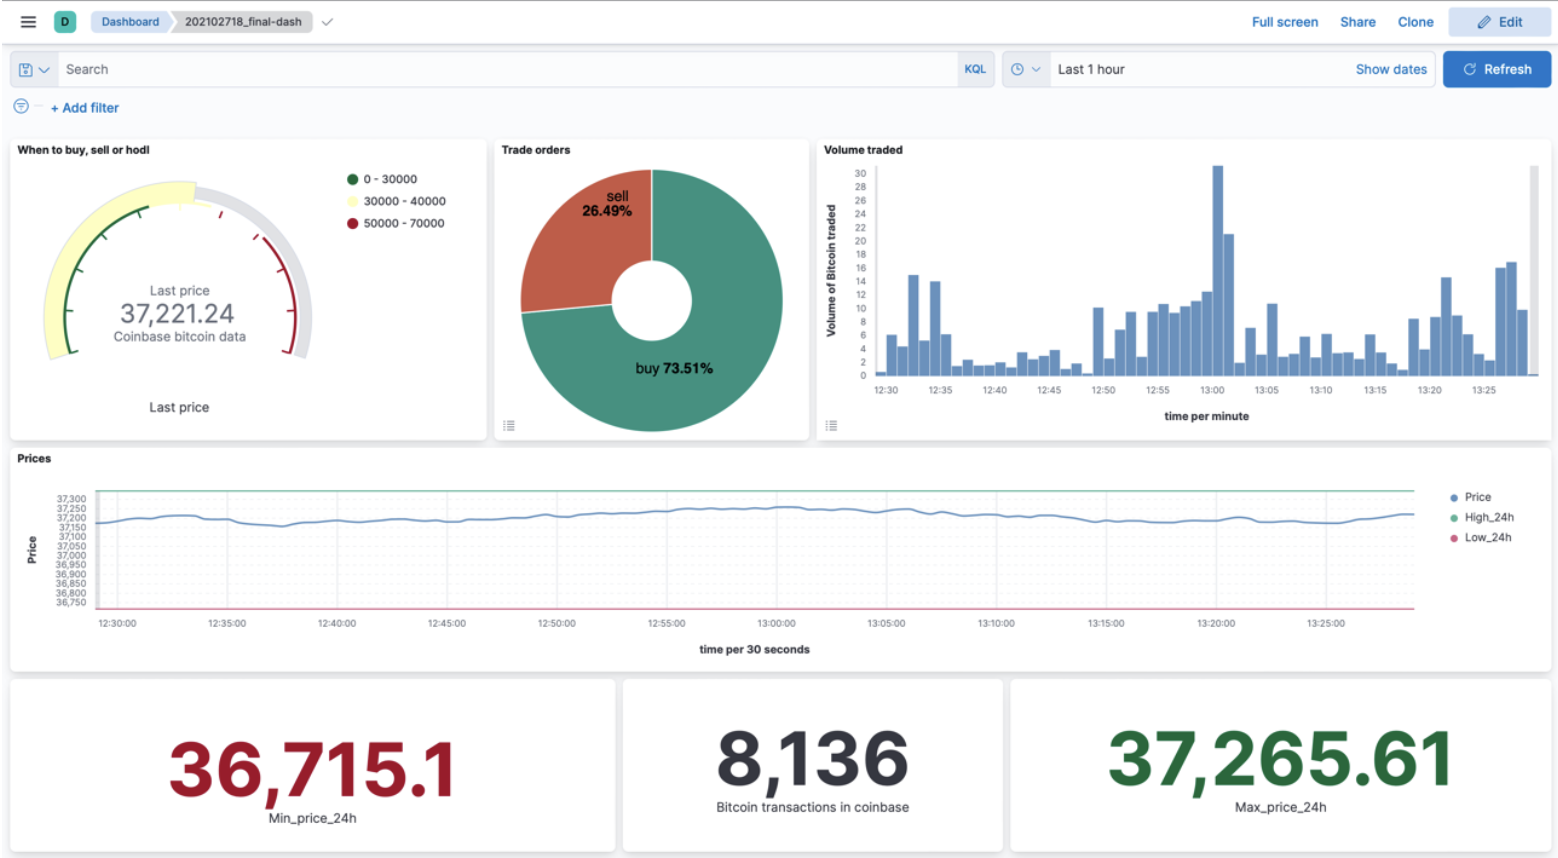 D Dashboard 202102718_final-dash Full screen Share Clone Edit
Search KQL Last 1 hour Show dates Refresh
+ Add filter
When to buy, sell or hodl
0 - 30000
30000 - 40000
50000 - 70000
Last price
37,221.24
Coinbase bitcoin data
Last price
Trade orders
sell
26.49%
buy 73.51%
Volume traded
Volume of Bitcoin traded
30
28
26
24
22
20
18
16
14
12
10
8
6
4
2
0
12:30 12:35 12:40 12:45 12:50 12:55 13:00 13:05 13:10 13:15 13:20 13:25
time per minute
Prices
Price
37,300
37,250
37,200
37,150
37,100
37,050
37,000
36,950
36,900
36,850
36,800
36,750
12:30:00 12:35:00 12:40:00 12:45:00 12:50:00 12:55:00 13:00:00 13:05:00 13:10:00 13:15:00 13:20:00 13:25:00
time per 30 seconds
Price
High_24h
Low_24h
36,715.1
Min_price_24h
8,136
Bitcoin transactions in coinbase
37,265.61
Max_price_24h